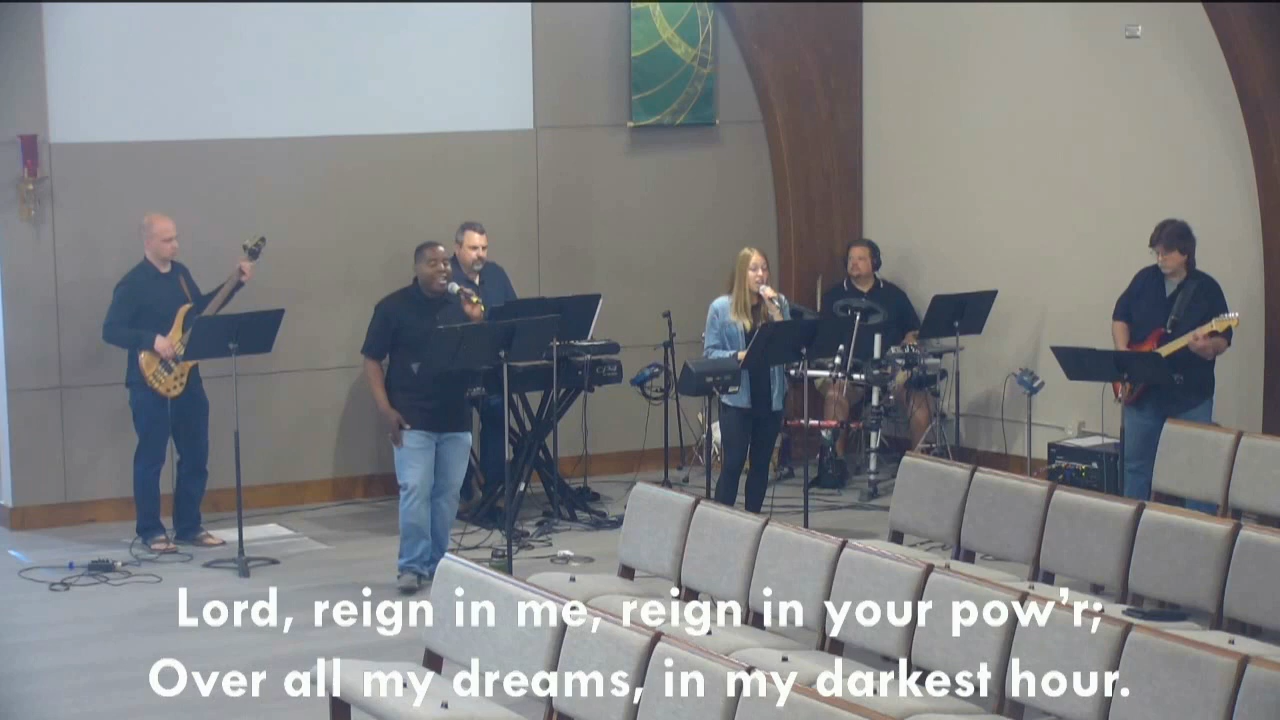 Lord, reign in me, reign in your pow'r;
Over all my dreams, in my darkest hour.